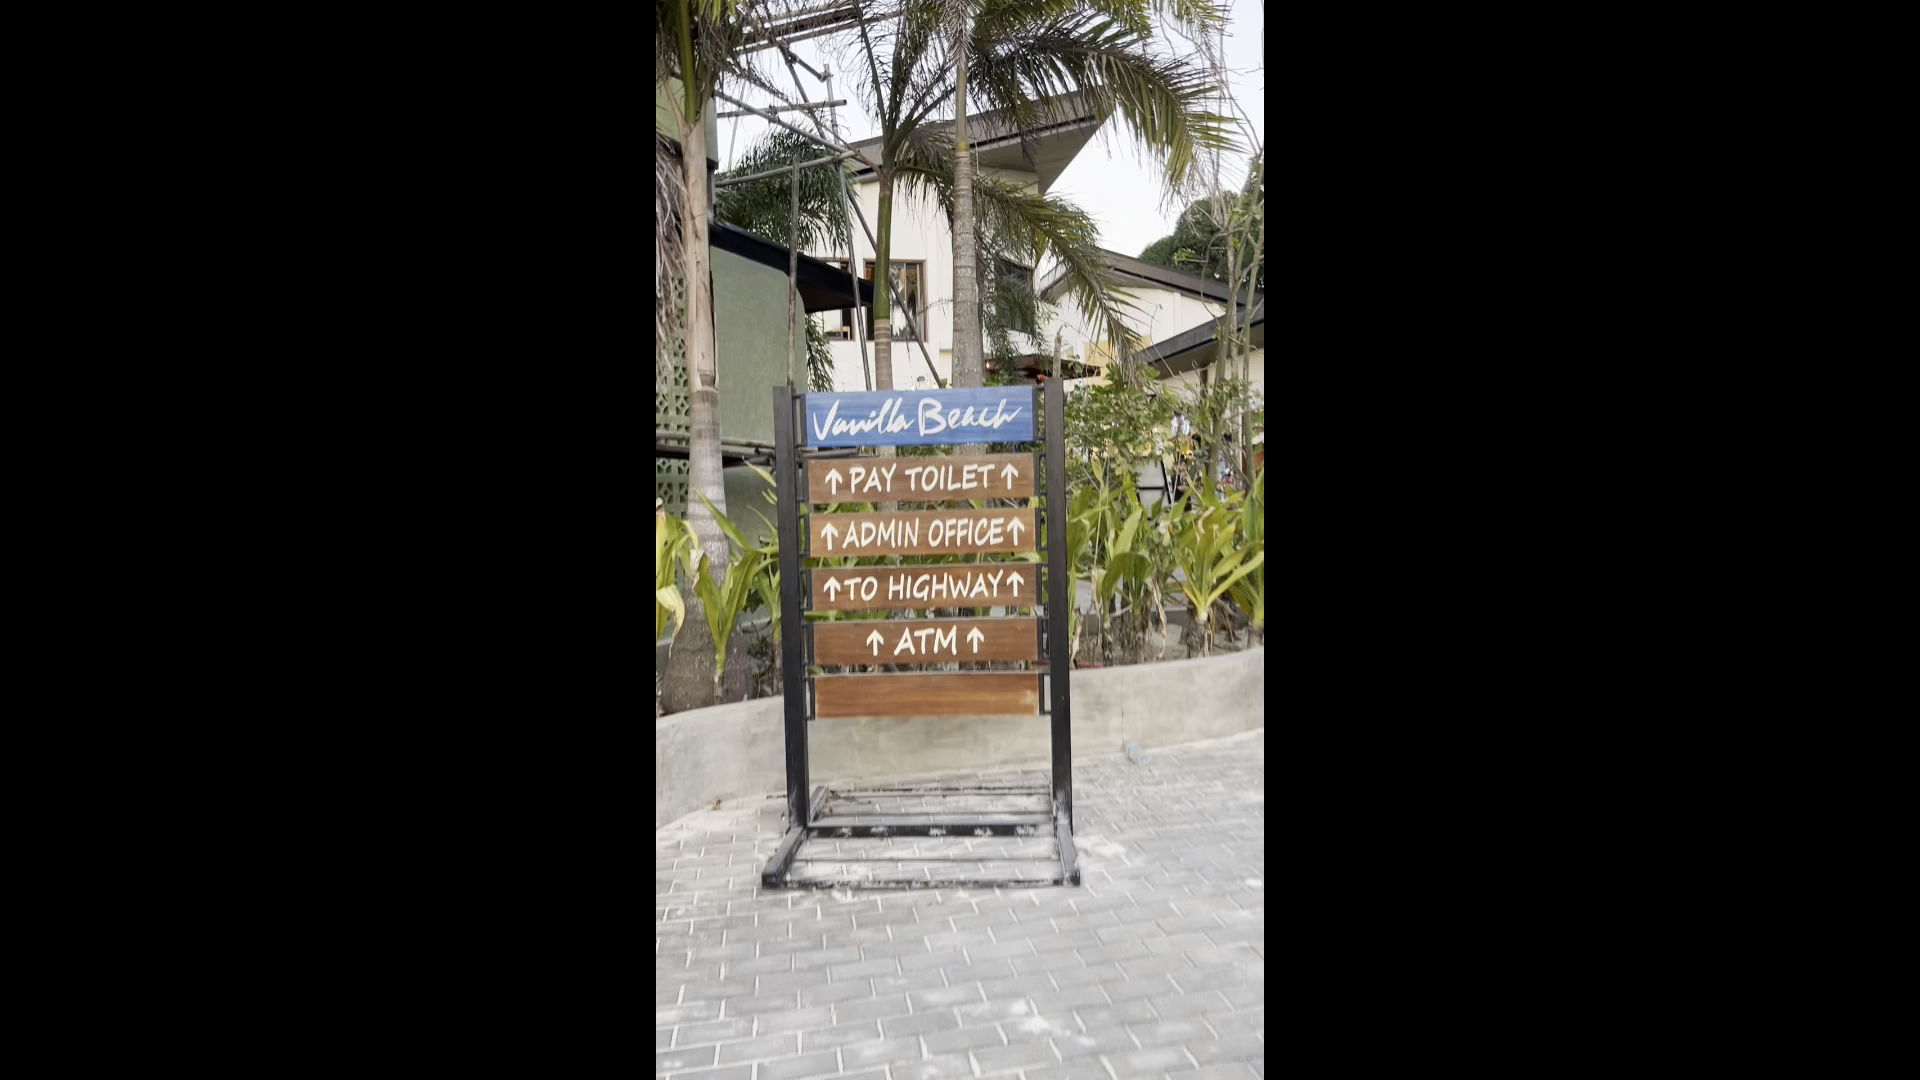 Vanilla Beach
↑ PAY TOILET ↑
↑ ADMIN OFFICE ↑
↑ TO HIGHWAY ↑
↑ ATM ↑